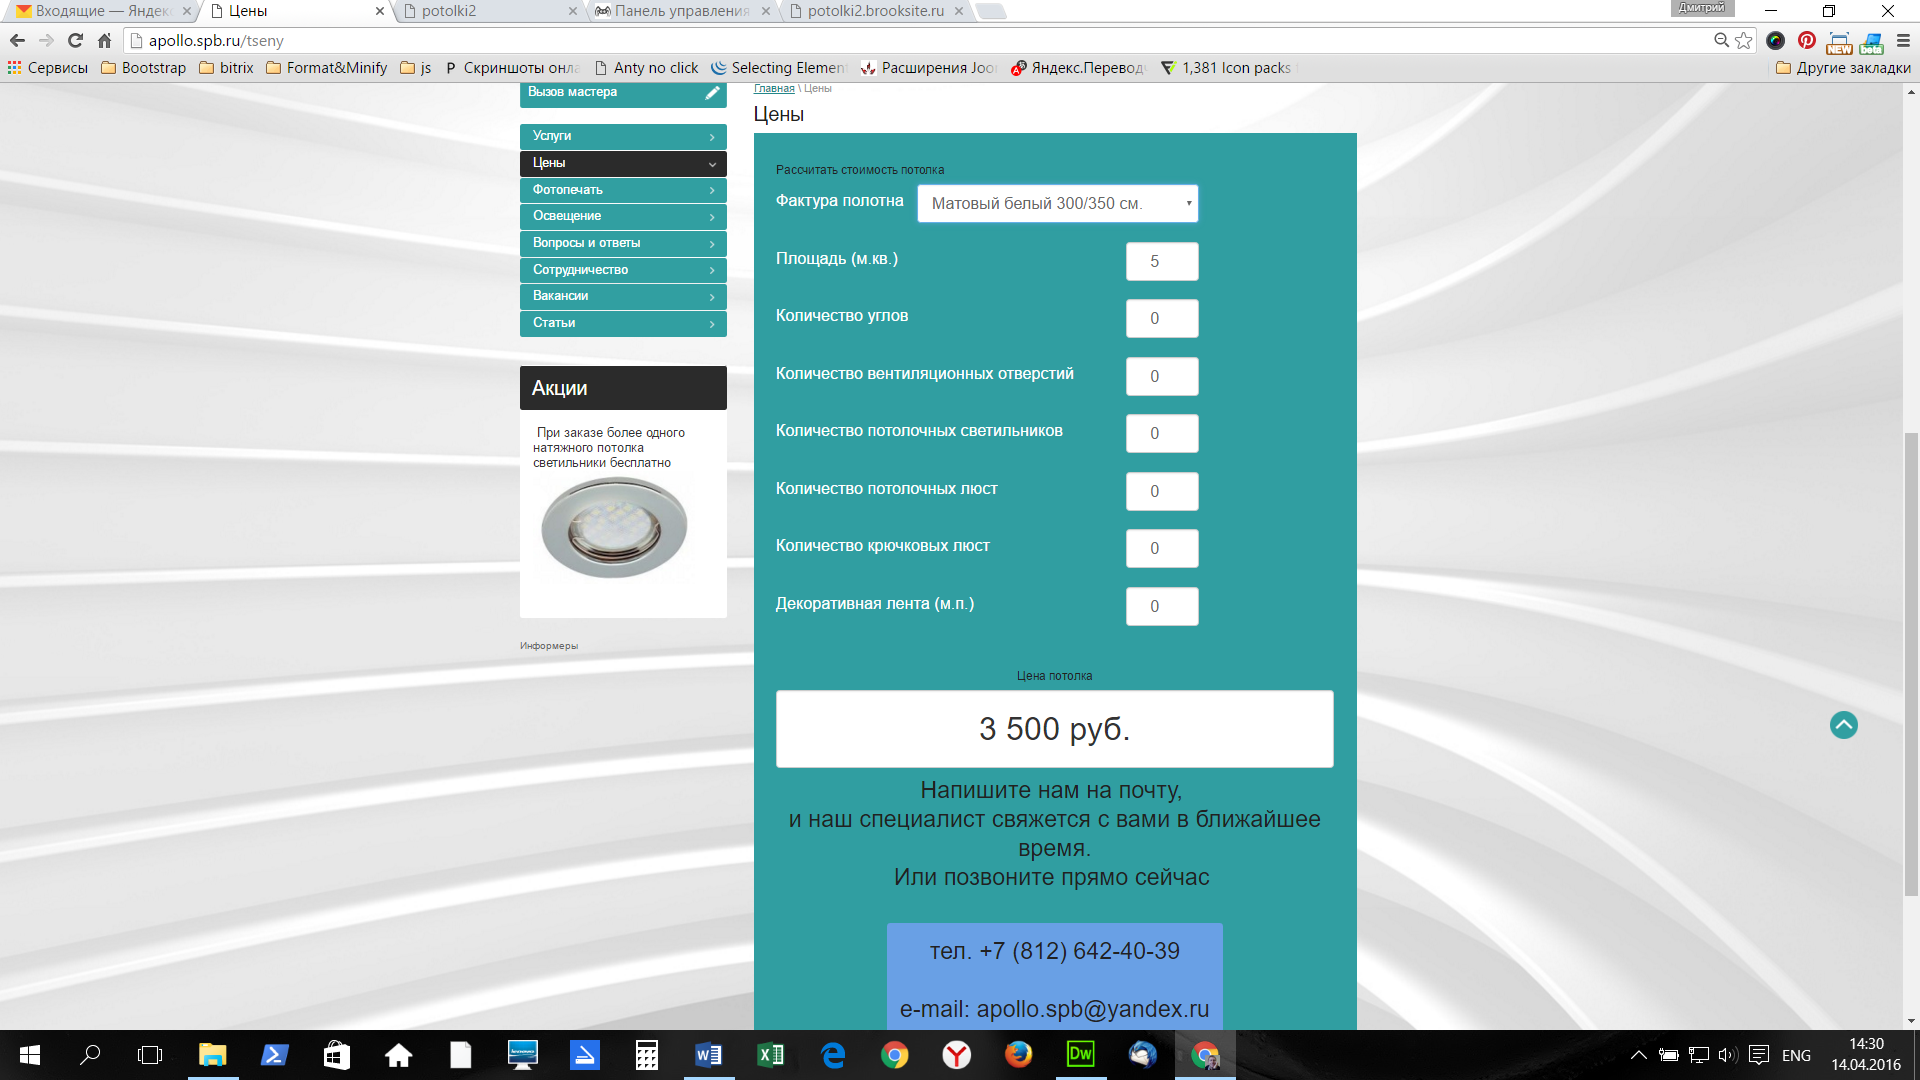 Входящие — Яндекс
Цены
potolki2
Панель управления
potolki2.brooksite.ru
Дмитрий
apollo.spb.ru/tseny
Сервисы
Bootstrap
bitrix
Format&Minify
js
Скриншоты онла
Anty no click
Selecting Element
Расширения Joo
Яндекс.Перевод
1,381 Icon packs
Другие закладки
Вызов мастера
Услуги
Цены
Фотопечать
Освещение
Вопросы и ответы
Сотрудничество
Вакансии
Статьи
Акции
При заказе более одного
натяжного потолка
светильники бесплатно
Информеры
Главная \ Цены
Цены
Рассчитать стоимость потолка
Фактура полотна Матовый белый 300/350 см.
Площадь (м.кв.) 5
Количество углов 0
Количество вентиляционных отверстий 0
Количество потолочных светильников 0
Количество потолочных люст 0
Количество крючковых люст 0
Декоративная лента (м.п.) 0
Цена потолка
3 500 руб.
Напишите нам на почту,
и наш специалист свяжется с вами в ближайшее
время.
Или позвоните прямо сейчас
тел. +7 (812) 642-40-39
e-mail: apollo.spb@yandex.ru
ENG
14:30
14.04.2016